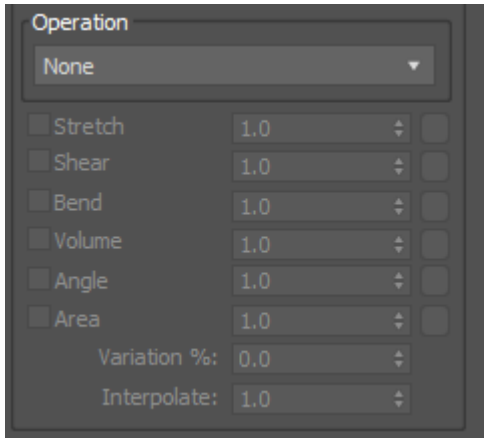 Operation
None
Stretch 1.0
Shear 1.0
Bend 1.0
Volume 1.0
Angle 1.0
Area 1.0
Variation %: 0.0
Interpolate: 1.0